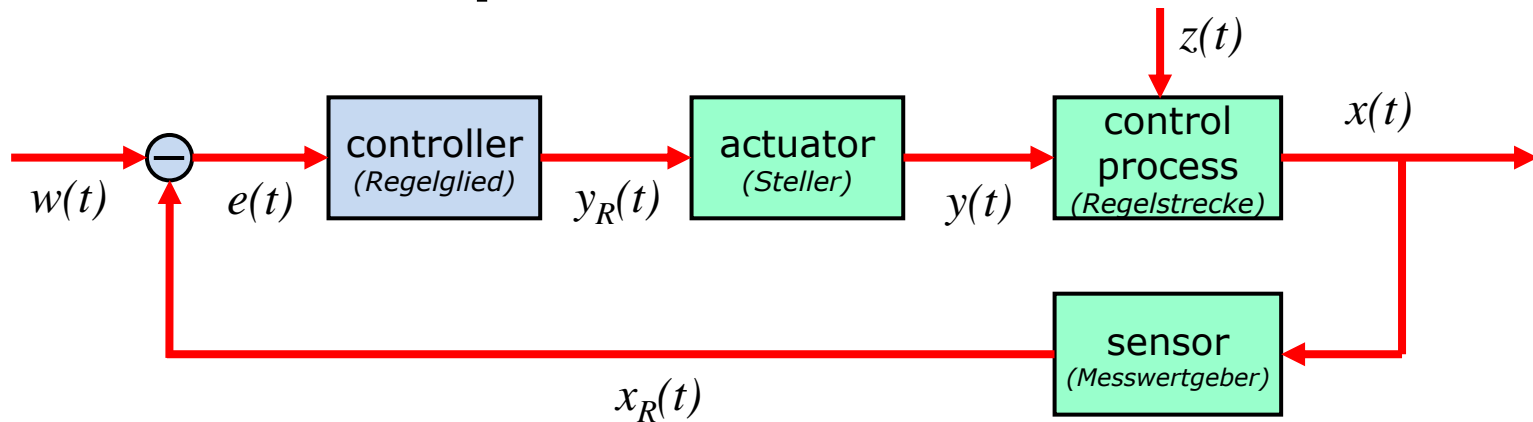 z(t)
controller
(Regelglied)
actuator
(Steller)
control
process
(Regelstrecke)
x(t)
w(t)
−
e(t)
y_R(t)
y(t)
sensor
(Messwertgeber)
x_R(t)